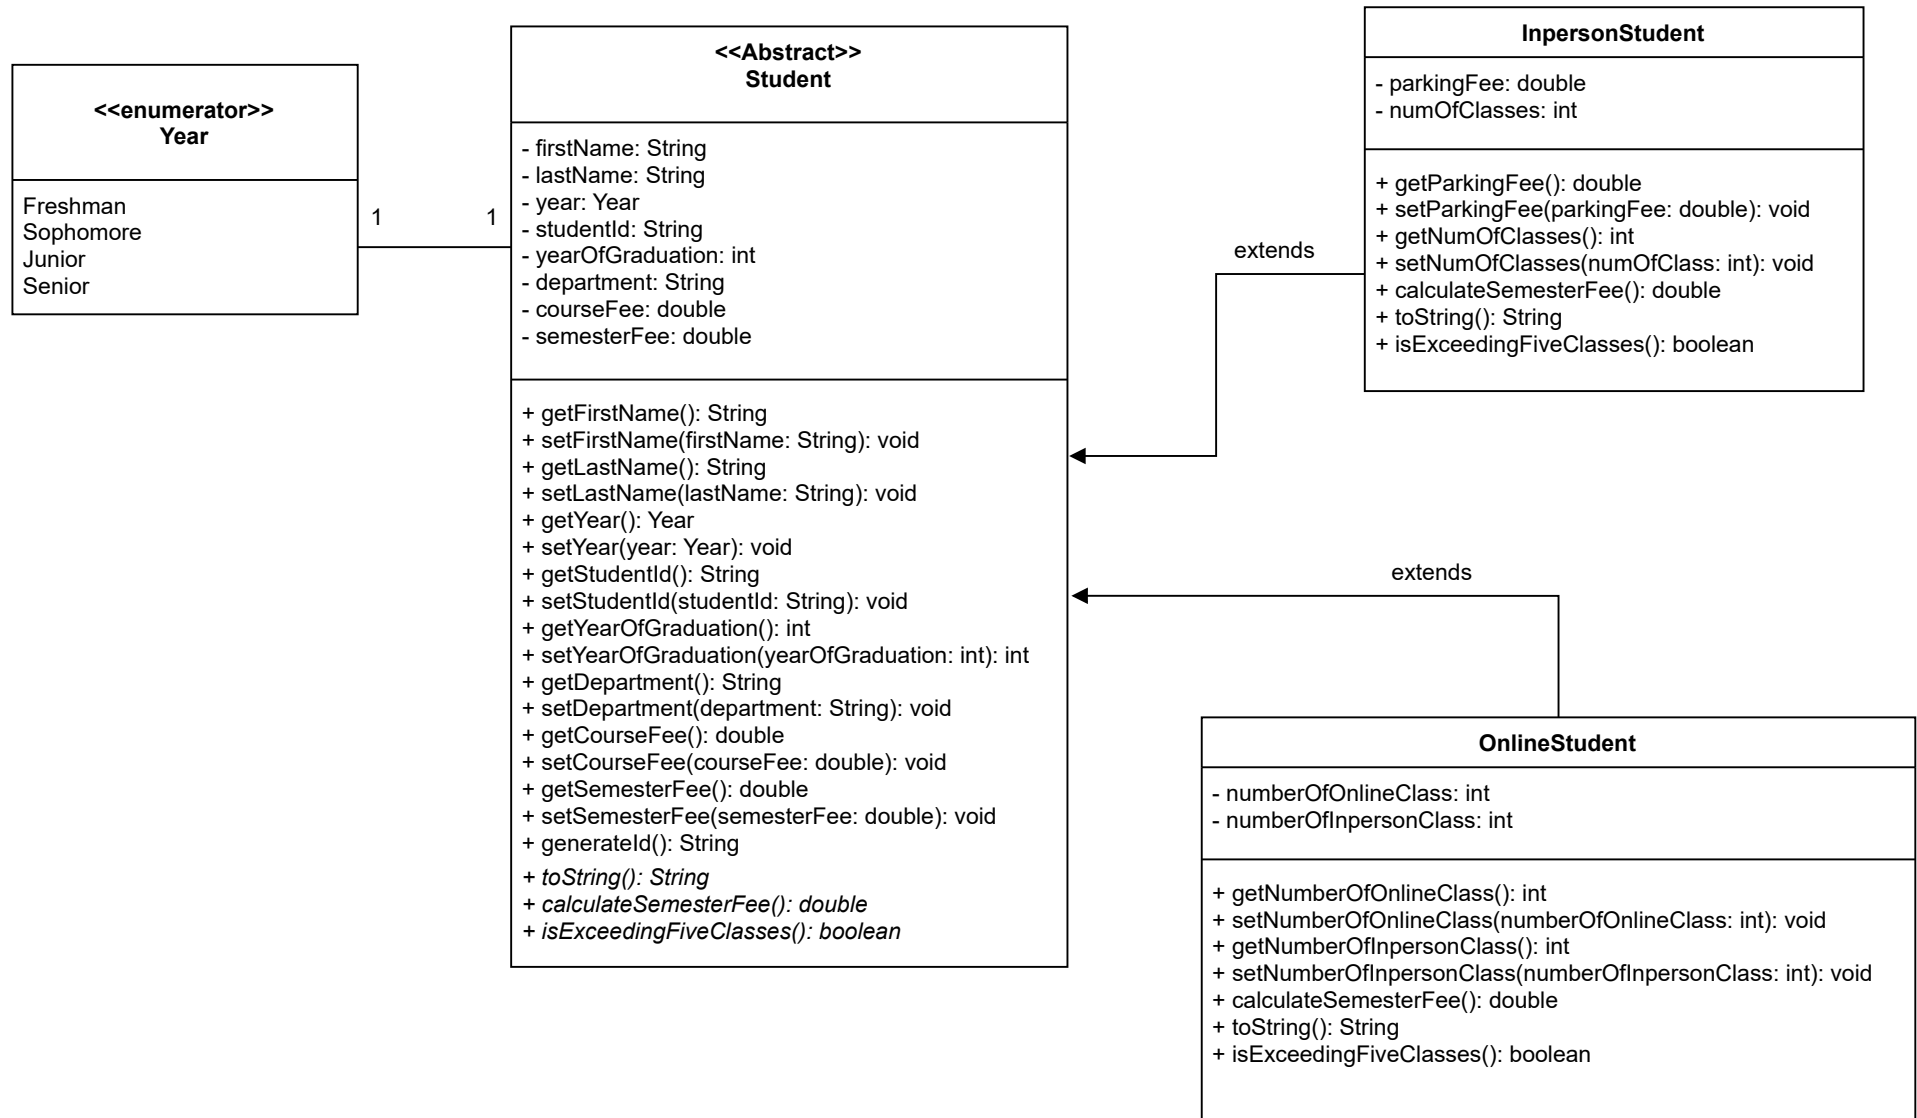 <<enumerator>>
Year
Freshman
Sophomore
Junior
Senior
1
1
<<Abstract>>
Student
- firstName: String
- lastName: String
- year: Year
- studentId: String
- yearOfGraduation: int
- department: String
- courseFee: double
- semesterFee: double
+ getFirstName(): String
+ setFirstName(firstName: String): void
+ getLastName(): String
+ setLastName(lastName: String): void
+ getYear(): Year
+ setYear(year: Year): void
+ getStudentId(): String
+ setStudentId(studentId: String): void
+ getYearOfGraduation(): int
+ setYearOfGraduation(yearOfGraduation: int): int
+ getDepartment(): String
+ setDepartment(department: String): void
+ getCourseFee(): double
+ setCourseFee(courseFee: double): void
+ getSemesterFee(): double
+ setSemesterFee(semesterFee: double): void
+ generateId(): String
+ toString(): String
+ calculateSemesterFee(): double
+ isExceedingFiveClasses(): boolean
extends
InpersonStudent
- parkingFee: double
- numOfClasses: int
+ getParkingFee(): double
+ setParkingFee(parkingFee: double): void
+ getNumOfClasses(): int
+ setNumOfClasses(numOfClass: int): void
+ calculateSemesterFee(): double
+ toString(): String
+ isExceedingFiveClasses(): boolean
extends
OnlineStudent
- numberOfOnlineClass: int
- numberOfInpersonClass: int
+ getNumberOfOnlineClass(): int
+ setNumberOfOnlineClass(numberOfOnlineClass: int): void
+ getNumberOfInpersonClass(): int
+ setNumberOfInpersonClass(numberOfInpersonClass: int): void
+ calculateSemesterFee(): double
+ toString(): String
+ isExceedingFiveClasses(): boolean